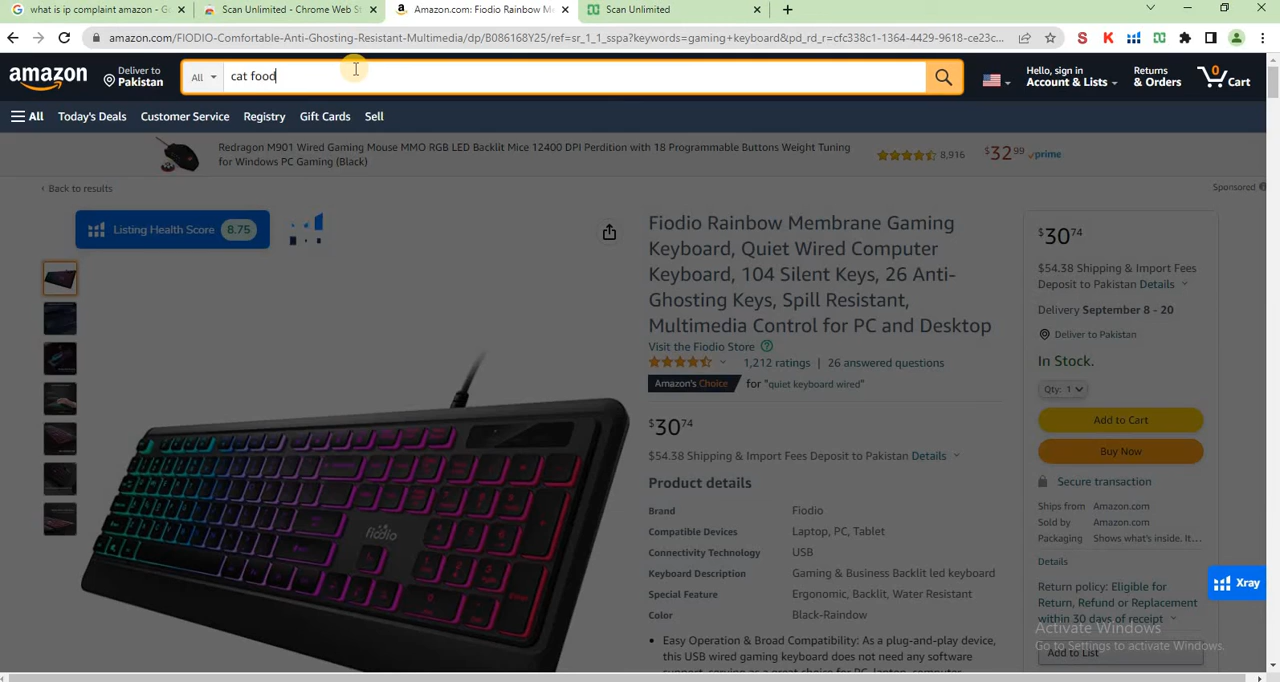 what is ip complaint amazon - G
Scan Unlimited - Chrome Web S
Amazon.com: Fiodio Rainbow M
Scan Unlimited
amazon.com/FIODIO-Comfortable-Anti-Ghosting-Resistant-Multimedia/dp/B086168Y25/ref=sr_1_1_sspa?keywords=gaming+keyboard&pd_rd_r=cfc338c1-1364-4429-9618-ce23c...
amazon
Deliver to
Pakistan
All
cat food
Hello, sign in
Account & Lists
Returns
& Orders
0
Cart
All Today's Deals Customer Service Registry Gift Cards Sell
Redragon M901 Wired Gaming Mouse MMO RGB LED Backlit Mice 12400 DPI Perdition with 18 Programmable Buttons Weight Tuning
for Windows PC Gaming (Black)
8,916
$32.99 prime
‹ Back to results
Sponsored
Listing Health Score 8.75
Fiodio Rainbow Membrane Gaming
Keyboard, Quiet Wired Computer
Keyboard, 104 Silent Keys, 26 Anti-
Ghosting Keys, Spill Resistant,
Multimedia Control for PC and Desktop
Visit the Fiodio Store
1,212 ratings | 26 answered questions
Amazon's Choice for "quiet keyboard wired"
$30.74
$54.38 Shipping & Import Fees Deposit to Pakistan Details
Product details
Brand Fiodio
Compatible Devices Laptop, PC, Tablet
Connectivity Technology USB
Keyboard Description Gaming & Business Backlit led keyboard
Special Feature Ergonomic, Backlit, Water Resistant
Color Black-Raindow
• Easy Operation & Broad Compatibility: As a plug-and-play device,
this USB wired gaming keyboard does not need any software
fiodio
$30.74
$54.38 Shipping & Import Fees
Deposit to Pakistan Details
Delivery September 8 - 20
Deliver to Pakistan
In Stock.
Qty: 1
Add to Cart
Buy Now
Secure transaction
Ships from Amazon.com
Sold by Amazon.com
Packaging Shows what's inside. It...
Details
Return policy: Eligible for
Return, Refund or Replacement
within 30 days of receipt
Add to List
Xray
Activate Windows
Go to Settings to activate Windows.